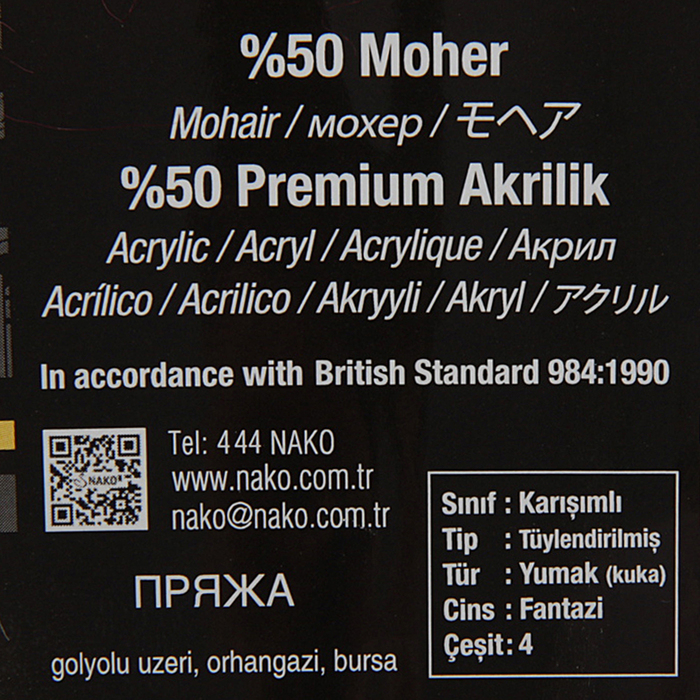 %50 Moher
Mohair / мохер / モヘア
%50 Premium Akrilik
Acrylic / Acryl / Acrylique / Акрил
Acrílico / Acrilico / Akryyli / Akryl / アクリル
In accordance with British Standard 984:1990
NAKO
Tel: 444 NAKO
www.nako.com.tr
nako@nako.com.tr
ПРЯЖА
golyolu uzeri, orhangazi, bursa
Sınıf : Karışımlı
Tip : Tüylendirilmiş
Tür : Yumak (kuka)
Cins : Fantazi
Çeşit: 4